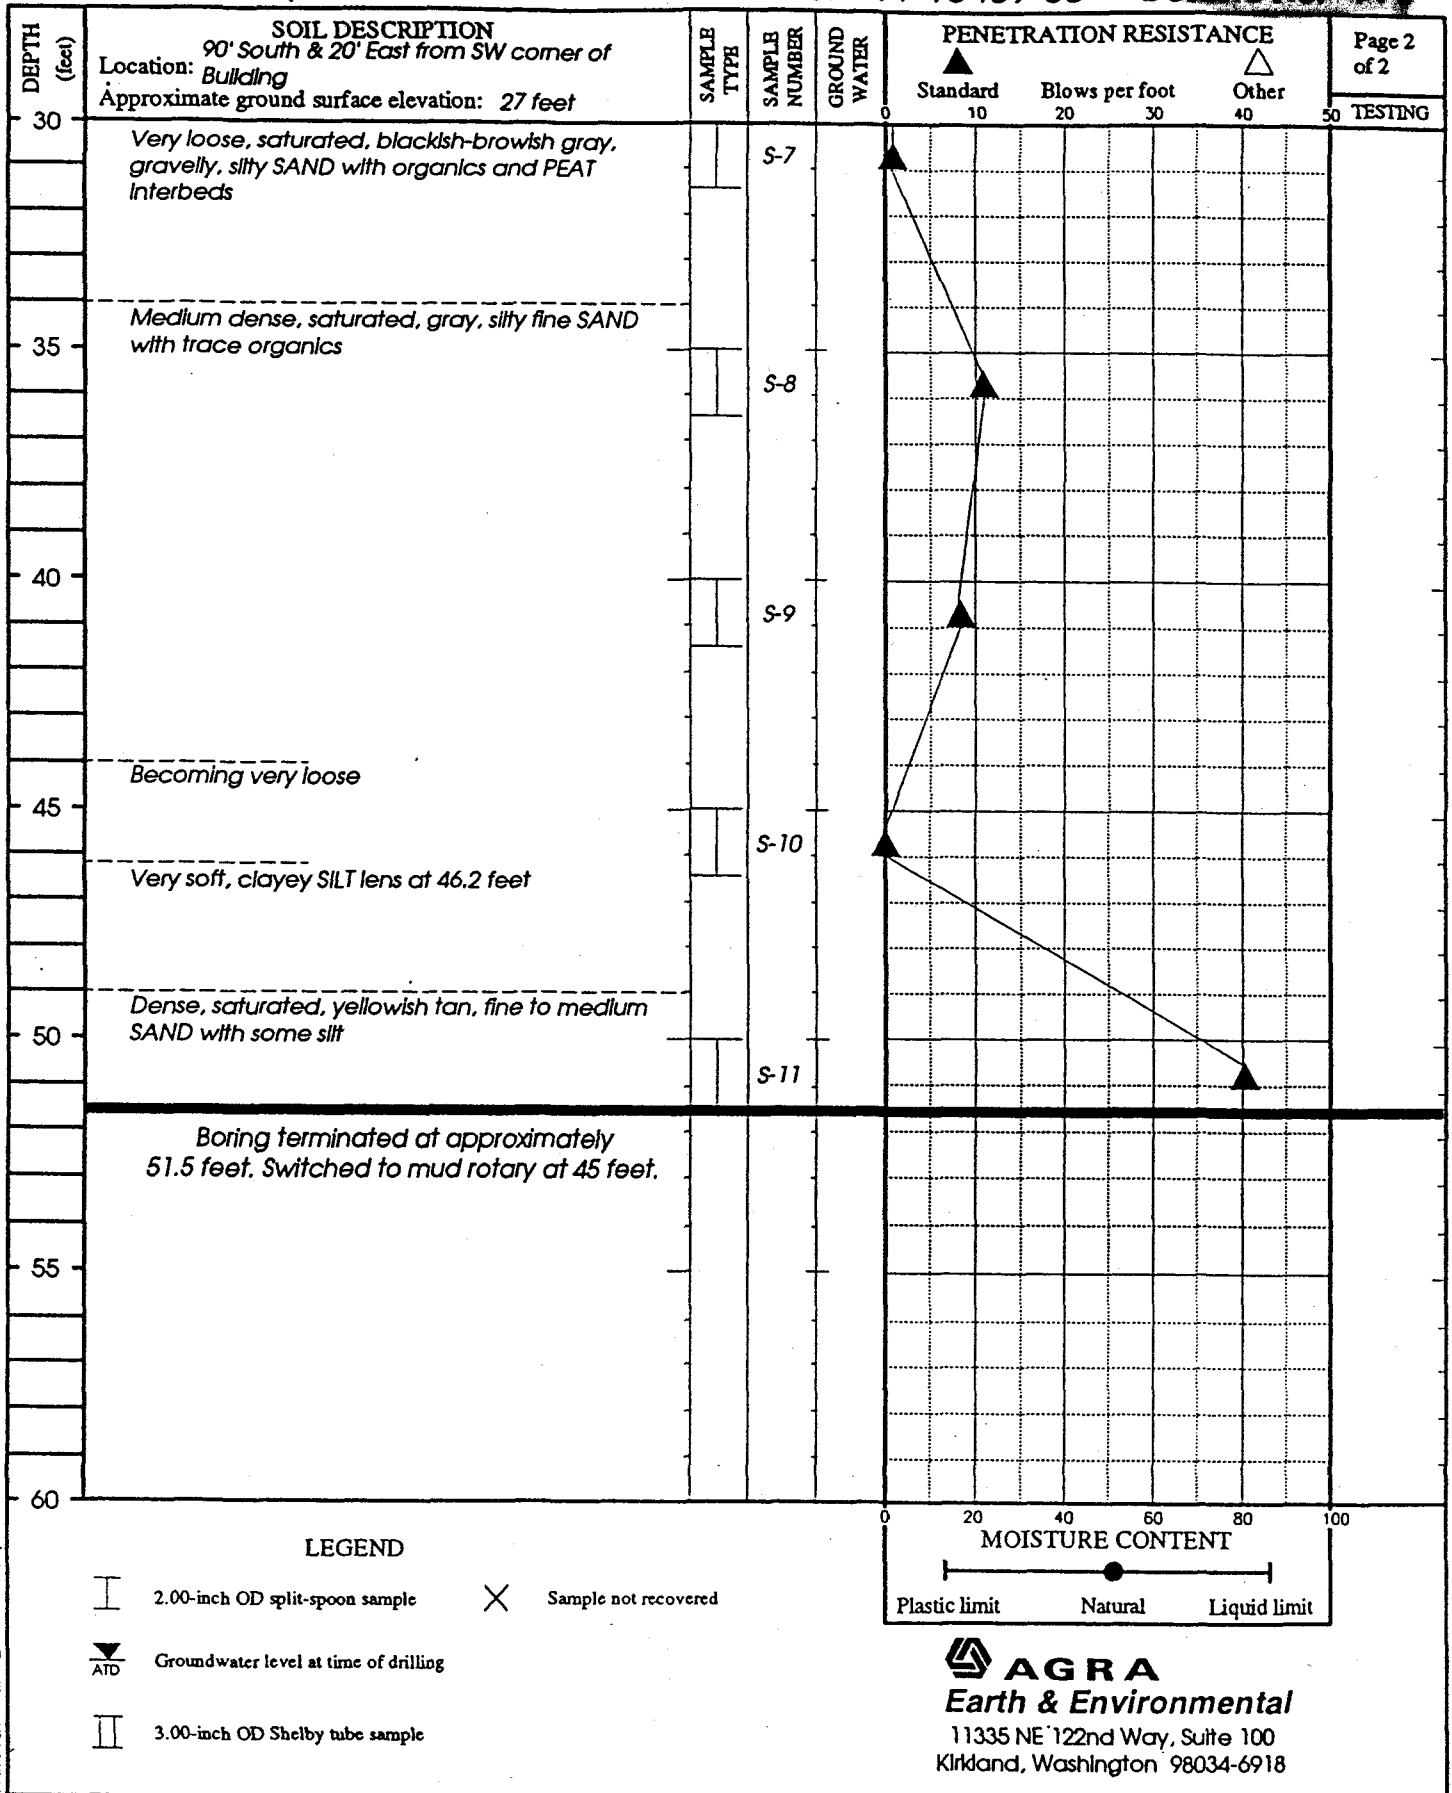 DEPTH
(feet)
SOIL DESCRIPTION
Location: 90' South & 20' East from SW corner of
Building
Approximate ground surface elevation: 27 feet
SAMPLE
TYPE
SAMPLE
NUMBER
GROUND
WATER
PENETRATION RESISTANCE
Standard Blows per foot Other
0 10 20 30 40 50
Page 2
of 2
TESTING
30
Very loose, saturated, blackish-browish gray,
gravelly, silty SAND with organics and PEAT
interbeds
S-7
Medium dense, saturated, gray, silty fine SAND
with trace organics
35
S-8
40
S-9
Becoming very loose
45
S-10
Very soft, clayey SILT lens at 46.2 feet
Dense, saturated, yellowish tan, fine to medium
SAND with some silt
50
S-11
Boring terminated at approximately
51.5 feet. Switched to mud rotary at 45 feet.
55
60
0 20 40 60 80 100
MOISTURE CONTENT
Plastic limit Natural Liquid limit
LEGEND
2.00-inch OD split-spoon sample
Sample not recovered
ATD Groundwater level at time of drilling
3.00-inch OD Shelby tube sample
AGRA
Earth & Environmental
11335 NE 122nd Way, Suite 100
Kirkland, Washington 98034-6918